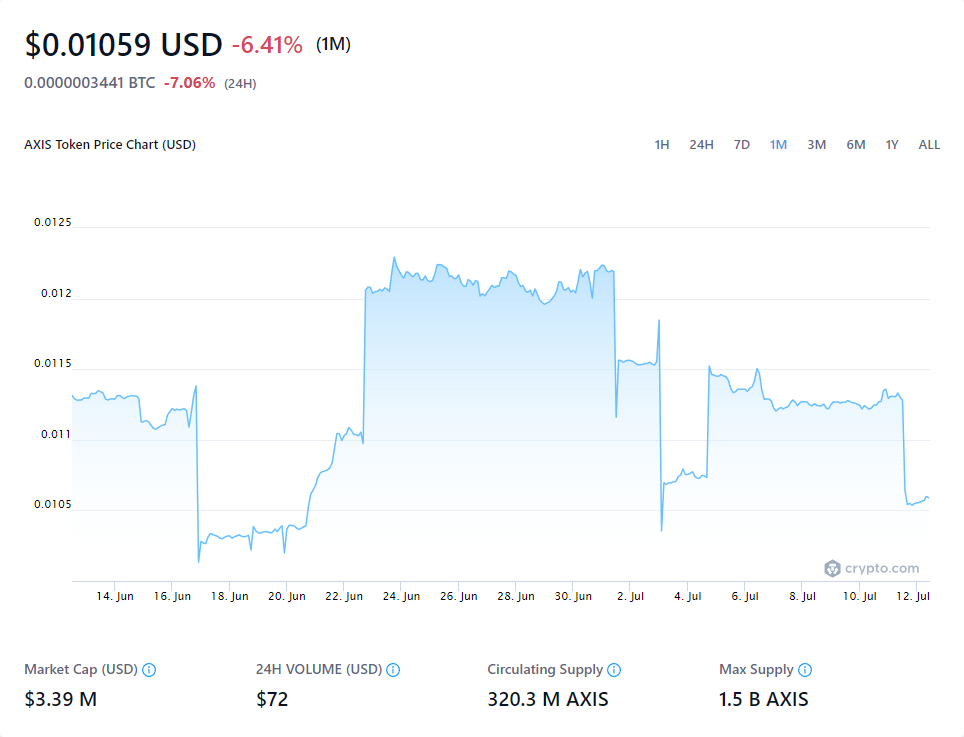 $0.01059 USD -6.41% (1M)
0.0000003441 BTC -7.06% (24H)
AXIS Token Price Chart (USD) 1H 24H 7D 1M 3M 6M 1Y ALL
0.0125
0.012
0.0115
0.011
0.0105
crypto.com
14. Jun 16. Jun 18. Jun 20. Jun 22. Jun 24. Jun 26. Jun 28. Jun 30. Jun 2. Jul 4. Jul 6. Jul 8. Jul 10. Jul 12. Jul
Market Cap (USD) 24H VOLUME (USD) Circulating Supply Max Supply
$3.39 M $72 320.3 M AXIS 1.5 B AXIS